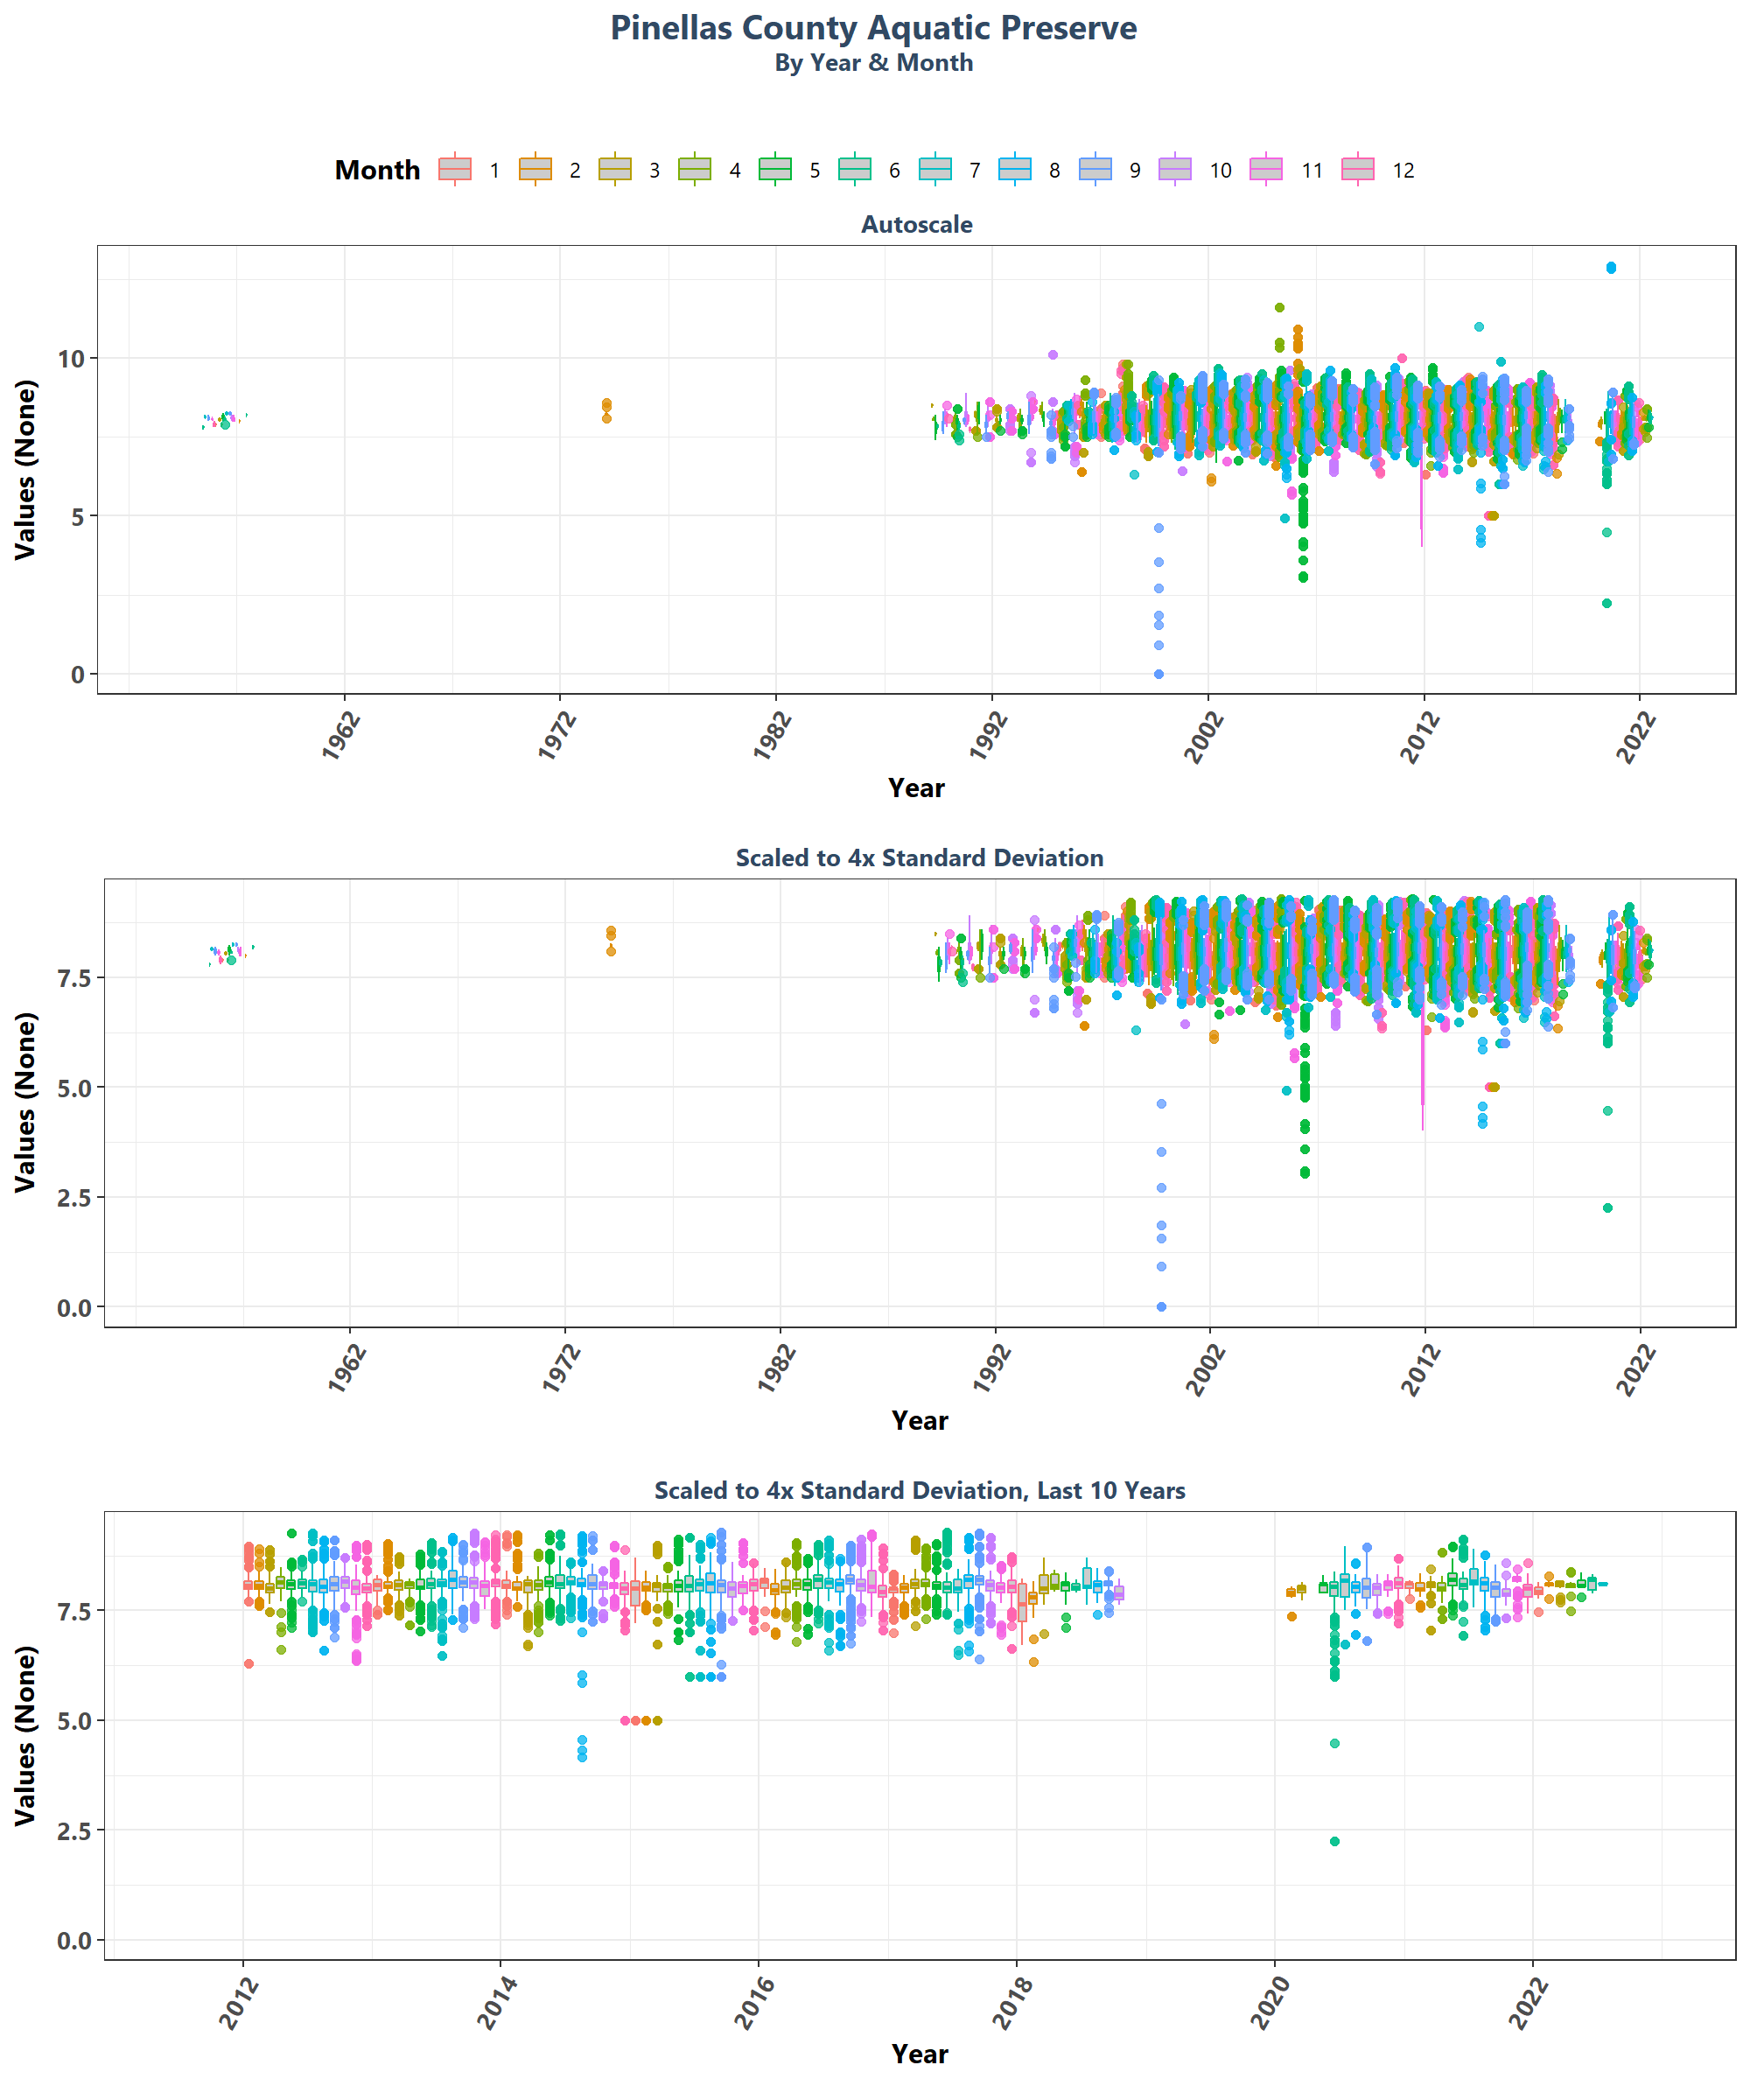 Pinellas County Aquatic Preserve
By Year & Month
Month 1 2 3 4 5 6 7 8 9 10 11 12
Autoscale
Values (None)
10
5
0
1962 1972 1982 1992 2002 2012 2022
Year
Scaled to 4x Standard Deviation
Values (None)
7.5
5.0
2.5
0.0
1962 1972 1982 1992 2002 2012 2022
Year
Scaled to 4x Standard Deviation, Last 10 Years
Values (None)
7.5
5.0
2.5
0.0
2012 2014 2016 2018 2020 2022
Year